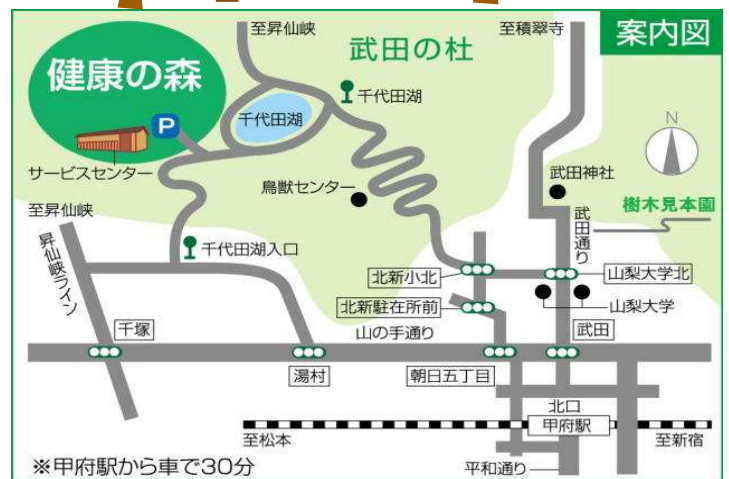 案内図
至昇仙峡
至積翠寺
武田の杜
健康の森
千代田湖
千代田湖
P
N
サービスセンター
鳥獣センター
武田神社
樹木見本園
至昇仙峡
武田通り
昇仙峡ライン
千代田湖入口
北新小北
山梨大学北
北新駐在所前
山梨大学
千塚
山の手通り
武田
湯村
朝日五丁目
北口
甲府駅
至松本
至新宿
※甲府駅から車で30分
平和通り